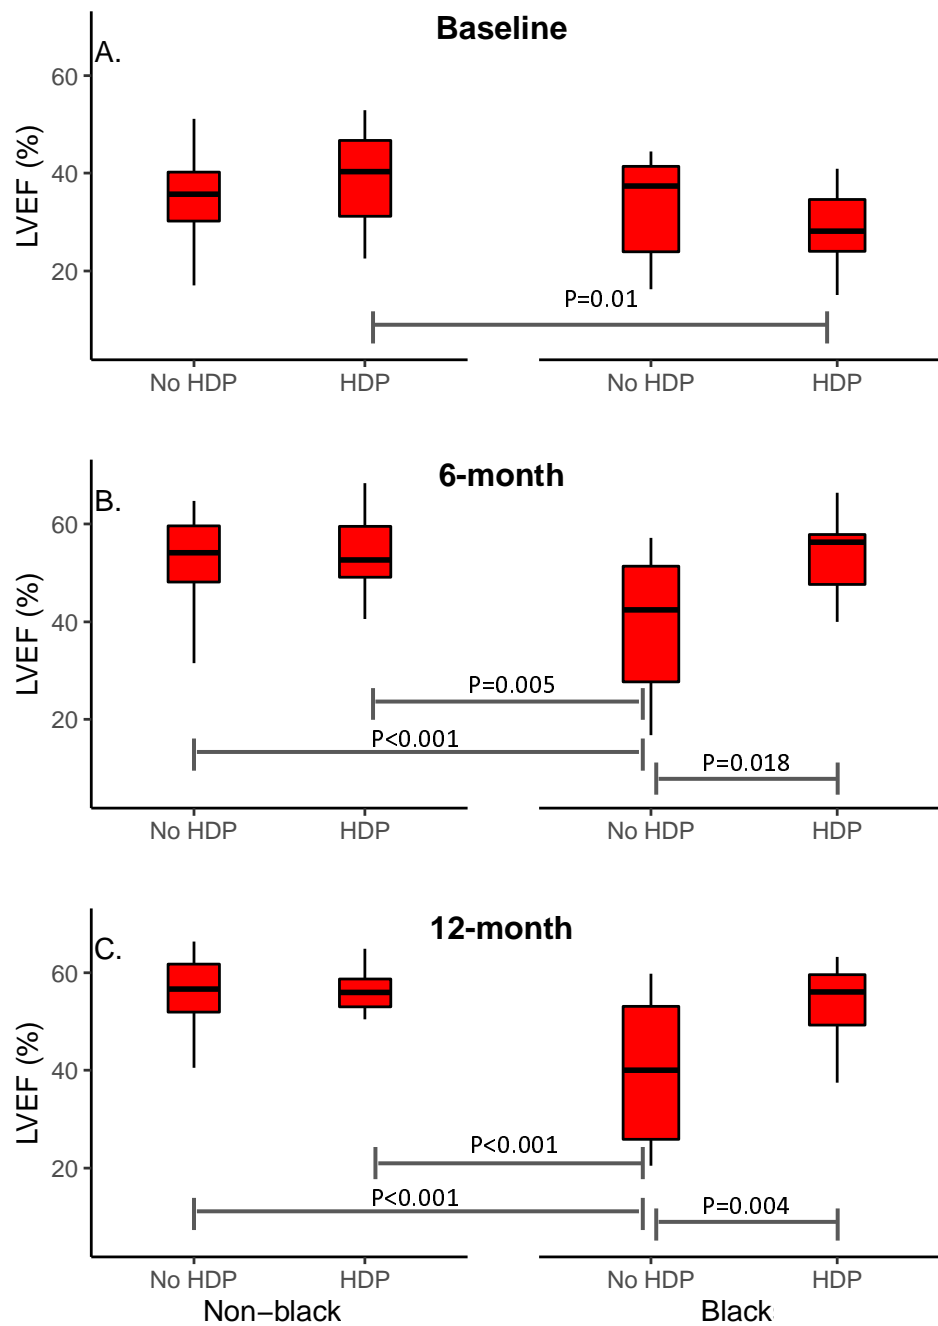 Baseline
A.
60
40
20
LVEF (%)
P=0.01
No HDP HDP No HDP HDP
6-month
B.
60
40
20
LVEF (%)
P=0.005
P<0.001
P=0.018
No HDP HDP No HDP HDP
12-month
C.
60
40
20
LVEF (%)
P<0.001
P<0.001
P=0.004
No HDP HDP No HDP HDP
Non−black Black